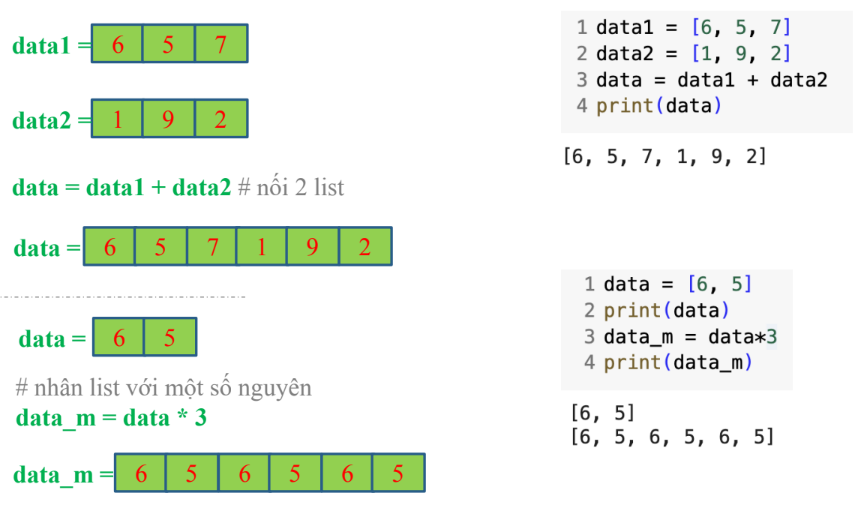 data1 = 6 5 7
data2 = 1 9 2
data = data1 + data2 # nối 2 list
data = 6 5 7 1 9 2
data = 6 5
# nhân list với một số nguyên
data_m = data * 3
data_m = 6 5 6 5 6 5
1 data1 = [6, 5, 7]
2 data2 = [1, 9, 2]
3 data = data1 + data2
4 print(data)
[6, 5, 7, 1, 9, 2]
1 data = [6, 5]
2 print(data)
3 data_m = data*3
4 print(data_m)
[6, 5]
[6, 5, 6, 5, 6, 5]